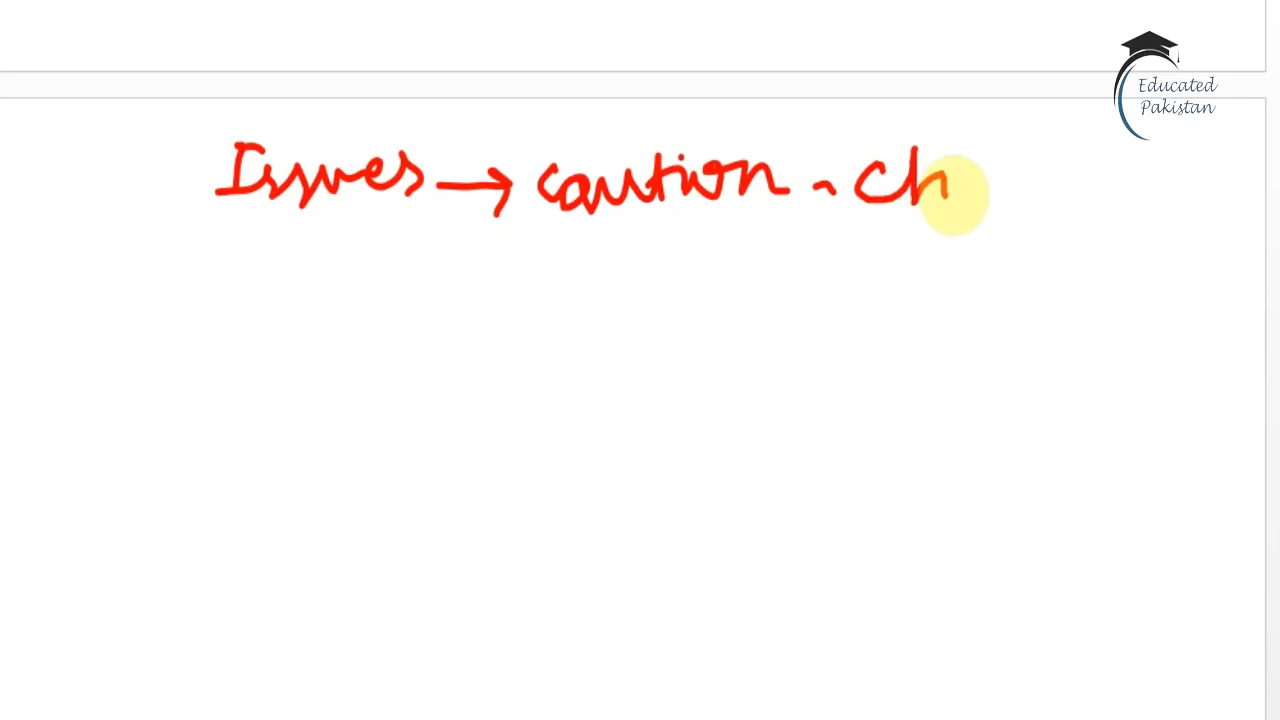 Educated
Pakistan
Issues → caution - Ch